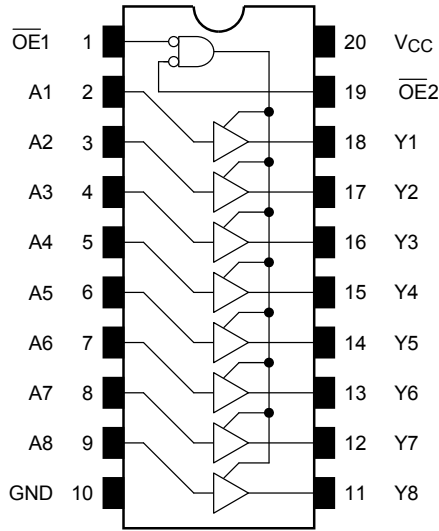 O̅E̅1 1 20 VCC
A1 2 19 O̅E̅2
A2 3 18 Y1
A3 4 17 Y2
A4 5 16 Y3
A5 6 15 Y4
A6 7 14 Y5
A7 8 13 Y6
A8 9 12 Y7
GND 10 11 Y8